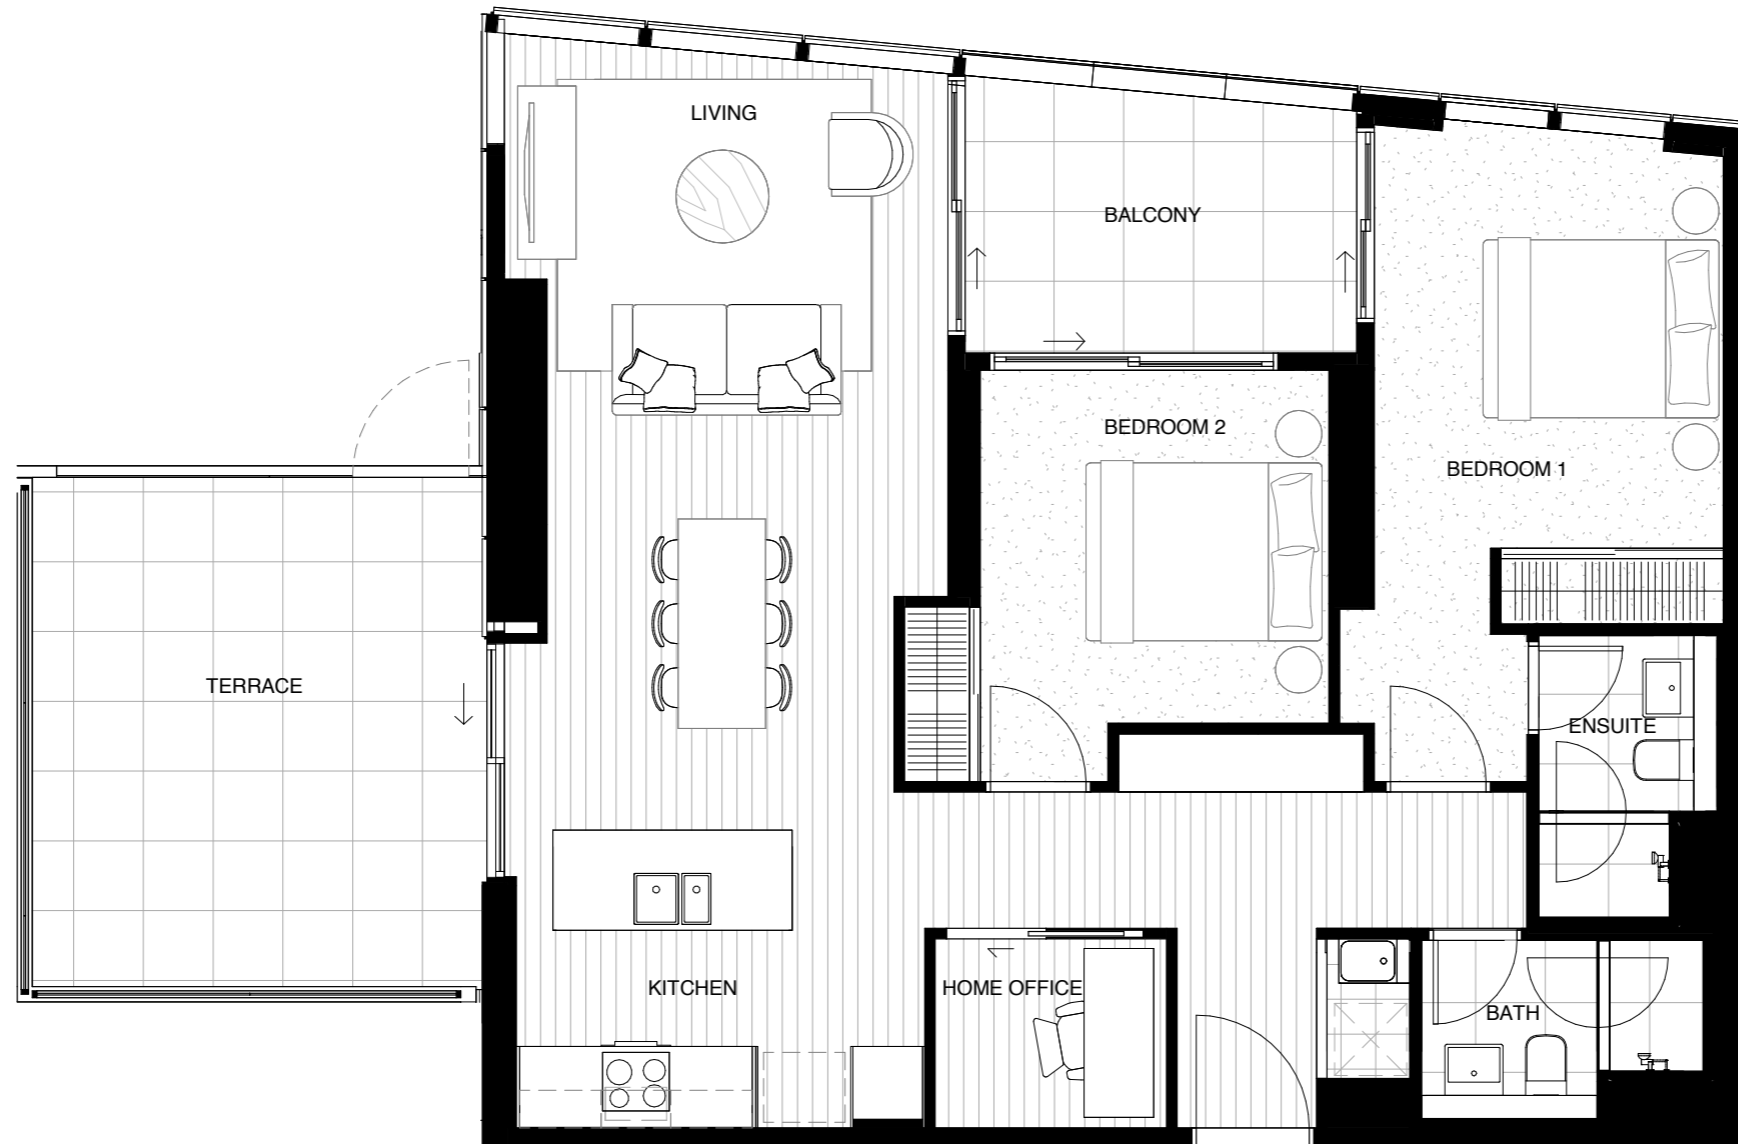 LIVING
BALCONY
BEDROOM 2
BEDROOM 1
TERRACE
ENSUITE
KITCHEN
HOME OFFICE
BATH